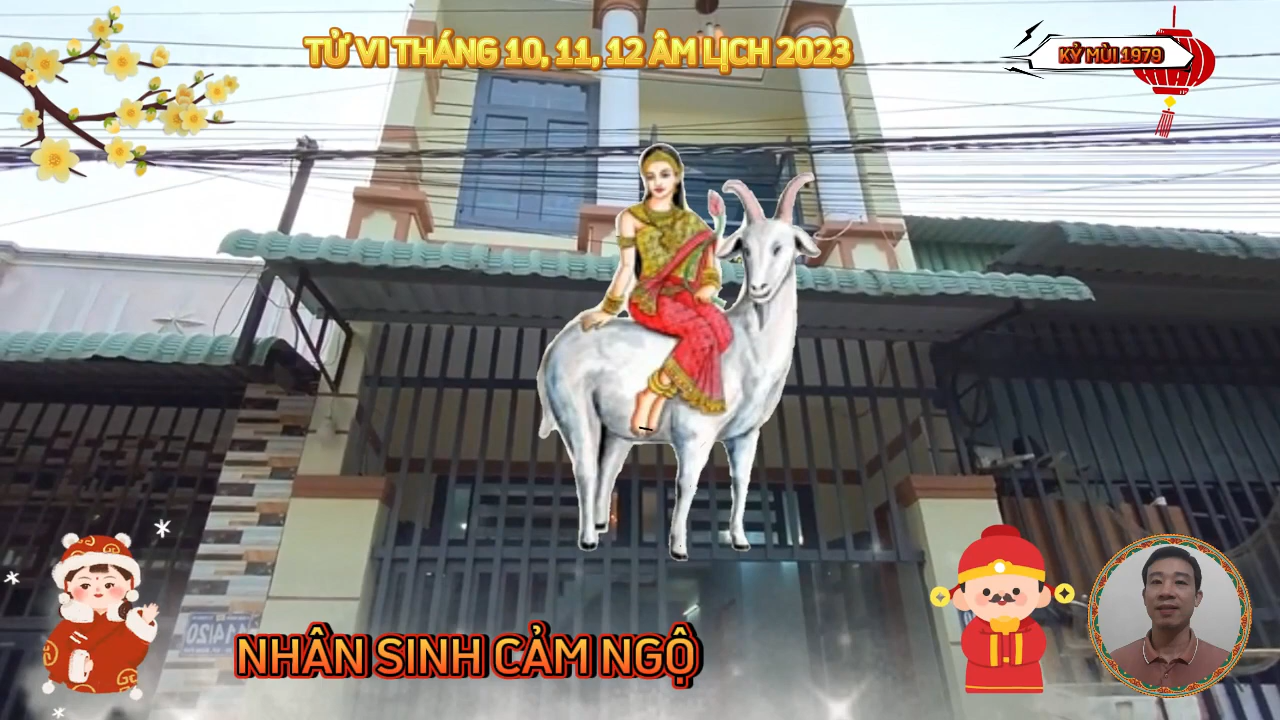 TỬ VI THÁNG 10, 11, 12 ÂM LỊCH 2023
KỶ MÙI 1979
NHÂN SINH CẢM NGỘ